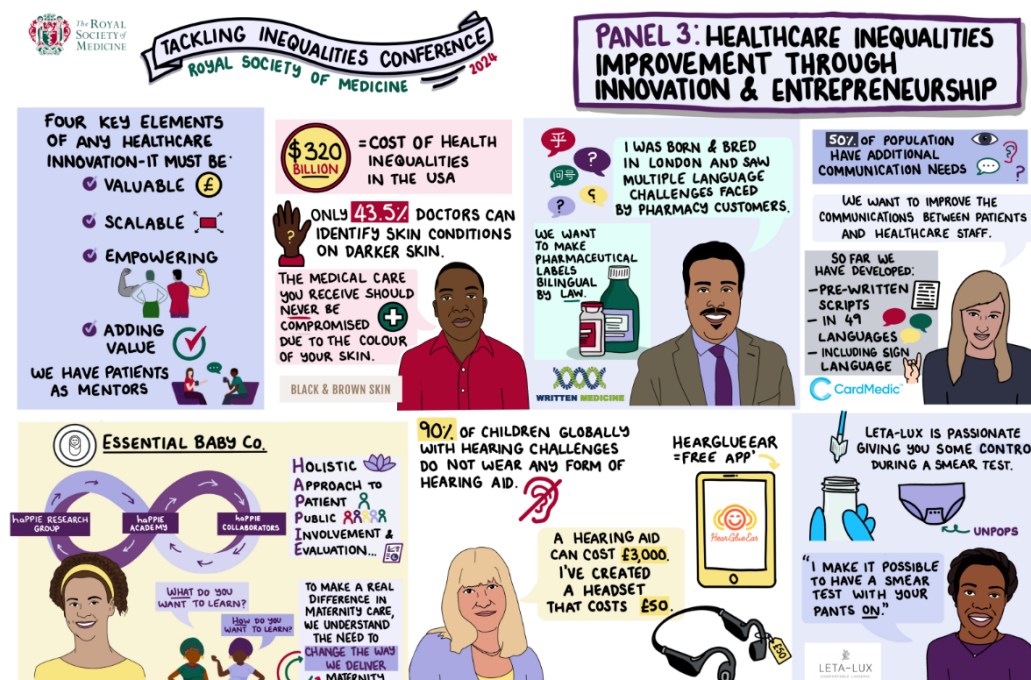 The ROYAL
SOCIETY of
MEDICINE
TACKLING INEQUALITIES CONFERENCE
ROYAL SOCIETY OF MEDICINE 2024
PANEL 3: HEALTHCARE INEQUALITIES
IMPROVEMENT THROUGH
INNOVATION & ENTREPRENEURSHIP
FOUR KEY ELEMENTS
OF ANY HEALTHCARE
INNOVATION-IT MUST BE:
VALUABLE £
SCALABLE
EMPOWERING
ADDING
VALUE
WE HAVE PATIENTS
AS MENTORS
$320
BILLION
= COST OF HEALTH
INEQUALITIES
IN THE USA
?
ONLY 43.5% DOCTORS CAN
IDENTIFY SKIN CONDITIONS
ON DARKER SKIN.
THE MEDICAL CARE
YOU RECEIVE SHOULD
NEVER BE
COMPROMISED
DUE TO THE COLOUR
OF YOUR SKIN.
BLACK & BROWN SKIN
乎
?
问号
?
?
I WAS BORN & BRED
IN LONDON AND SAW
MULTIPLE LANGUAGE
CHALLENGES FACED
BY PHARMACY CUSTOMERS.
WE WANT
TO MAKE
PHARMACEUTICAL
LABELS
BILINGUAL
BY LAW.
WRITTEN MEDICINE
50% OF POPULATION
HAVE ADDITIONAL
COMMUNICATION NEEDS
?
WE WANT TO IMPROVE THE
COMMUNICATIONS BETWEEN PATIENTS
AND HEALTHCARE STAFF.
SO FAR WE
HAVE DEVELOPED:
- PRE-WRITTEN
SCRIPTS
- IN 49
LANGUAGES
- INCLUDING SIGN
LANGUAGE
CardMedic™
ESSENTIAL BABY CO.
haPPIE RESEARCH
GROUP
haPPIE
ACADEMY
haPPIE
COLLABORATORS
HOLISTIC
APPROACH TO
PATIENT
PUBLIC
INVOLVEMENT &
EVALUATION...
WHAT DO YOU
WANT TO LEARN?
HOW DO YOU
WANT TO LEARN?
TO MAKE A REAL
DIFFERENCE IN
MATERNITY CARE,
WE UNDERSTAND
THE NEED TO
CHANGE THE WAY
WE DELIVER
MATERNITY
90% OF CHILDREN GLOBALLY
WITH HEARING CHALLENGES
DO NOT WEAR ANY FORM OF
HEARING AID.
HEARGLUEEAR
=FREE APP'
HearGlueEar
A HEARING AID
CAN COST £3,000.
I'VE CREATED
A HEADSET
THAT COSTS £50.
£50
LETA-LUX IS PASSIONATE
GIVING YOU SOME CONTRO
DURING A SMEAR TEST.
UNPOPS
"I MAKE IT POSSIBLE
TO HAVE A SMEAR
TEST WITH YOUR
PANTS ON."
LETA-LUX